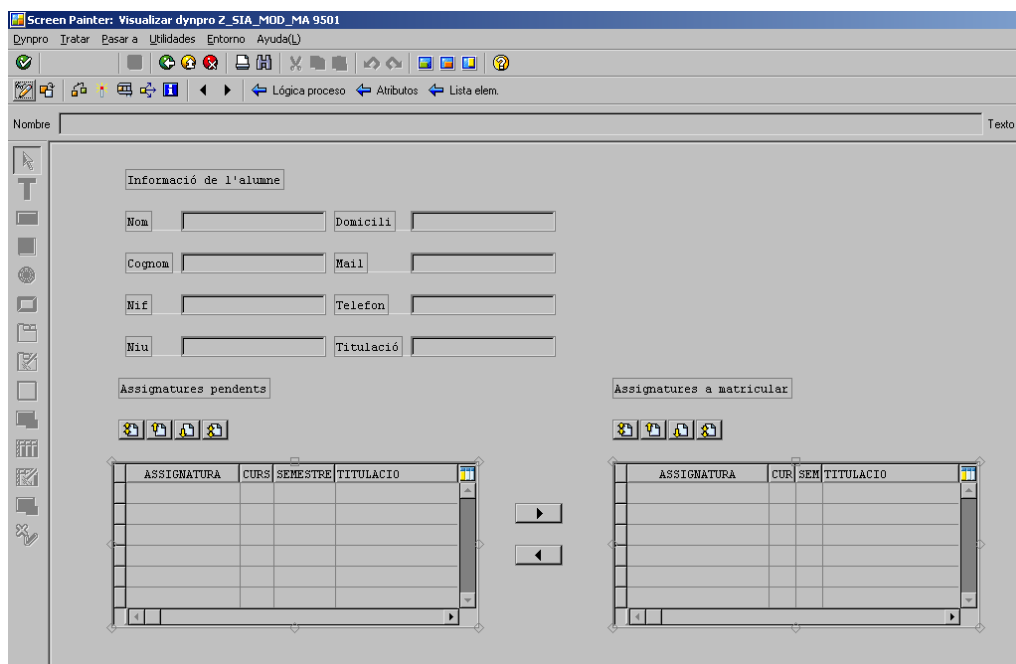 Screen Painter: Visualizar dynpro Z_SIA_MOD_MA 9501
Dynpro Tratar Pasar a Utilidades Entorno Ayuda(L)
Lógica proceso Atributos Lista elem.
Nombre Texto
Informació de l'alumne
Nom Domicili
Cognom Mail
Nif Telefon
Niu Titulació
Assignatures pendents Assignatures a matricular
ASSIGNATURA CURS SEMESTRE TITULACIO ASSIGNATURA CUR SEM TITULACIO